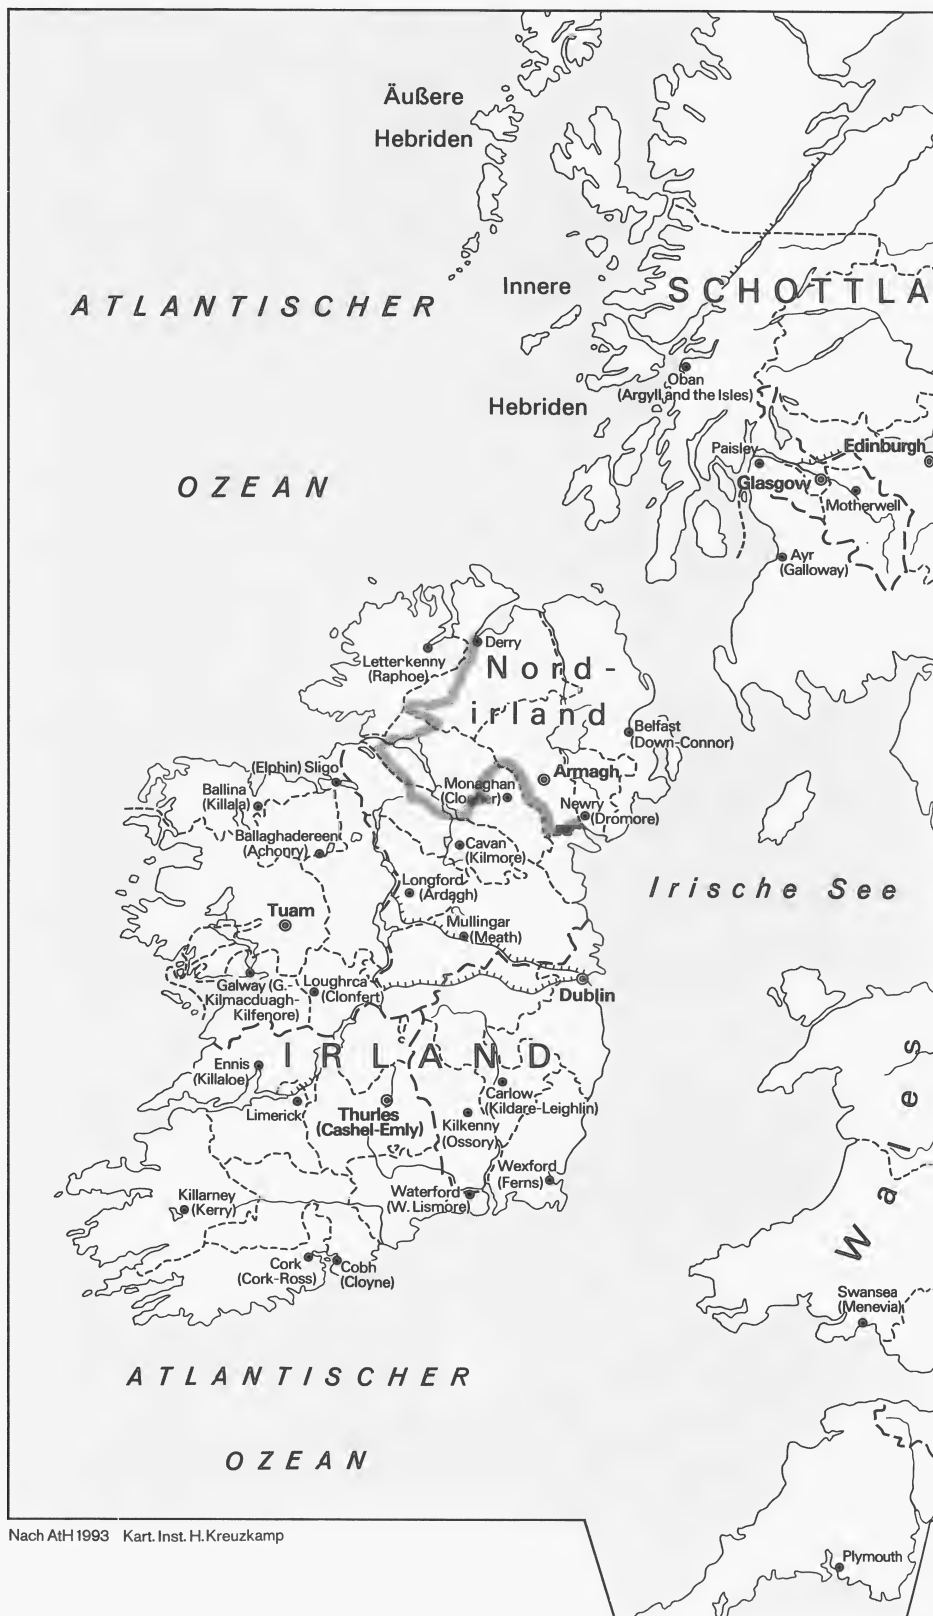 Äußere
Hebriden
Innere
SCHOTTLA
ATLANTISCHER
Oban
(Argyll and the Isles)
Hebriden
Paisley
Edinburgh
OZEAN
Glasgow
Motherwell
Ayr
(Galloway)
Derry
Letterkenny
(Raphoe)
Nord-
irland
Belfast
(Down-Connor)
(Elphin) Sligo
Armagh
Ballina
(Killala)
Monaghan
(Clogher)
Newry
(Dromore)
Ballaghadereen
(Achonry)
Cavan
(Kilmore)
Longford
(Ardagh)
Irische See
Tuam
Mullingar
(Meath)
Galway (G.-
Kilmacduagh-
Kilfenore)
Loughrca
(Clonfert)
Dublin
IRLAND
Ennis
(Killaloe)
Carlow
(Kildare-Leighlin)
Limerick
Thurles
(Cashel-Emly)
Kilkenny
(Ossory)
Wales
Wexford
(Ferns)
Killarney
(Kerry)
Waterford
(W. Lismore)
Cork
(Cork-Ross)
Cobh
(Cloyne)
Swansea
(Menevia)
ATLANTISCHER
OZEAN
Nach AtH 1993 Kart. Inst. H. Kreuzkamp
Plymouth